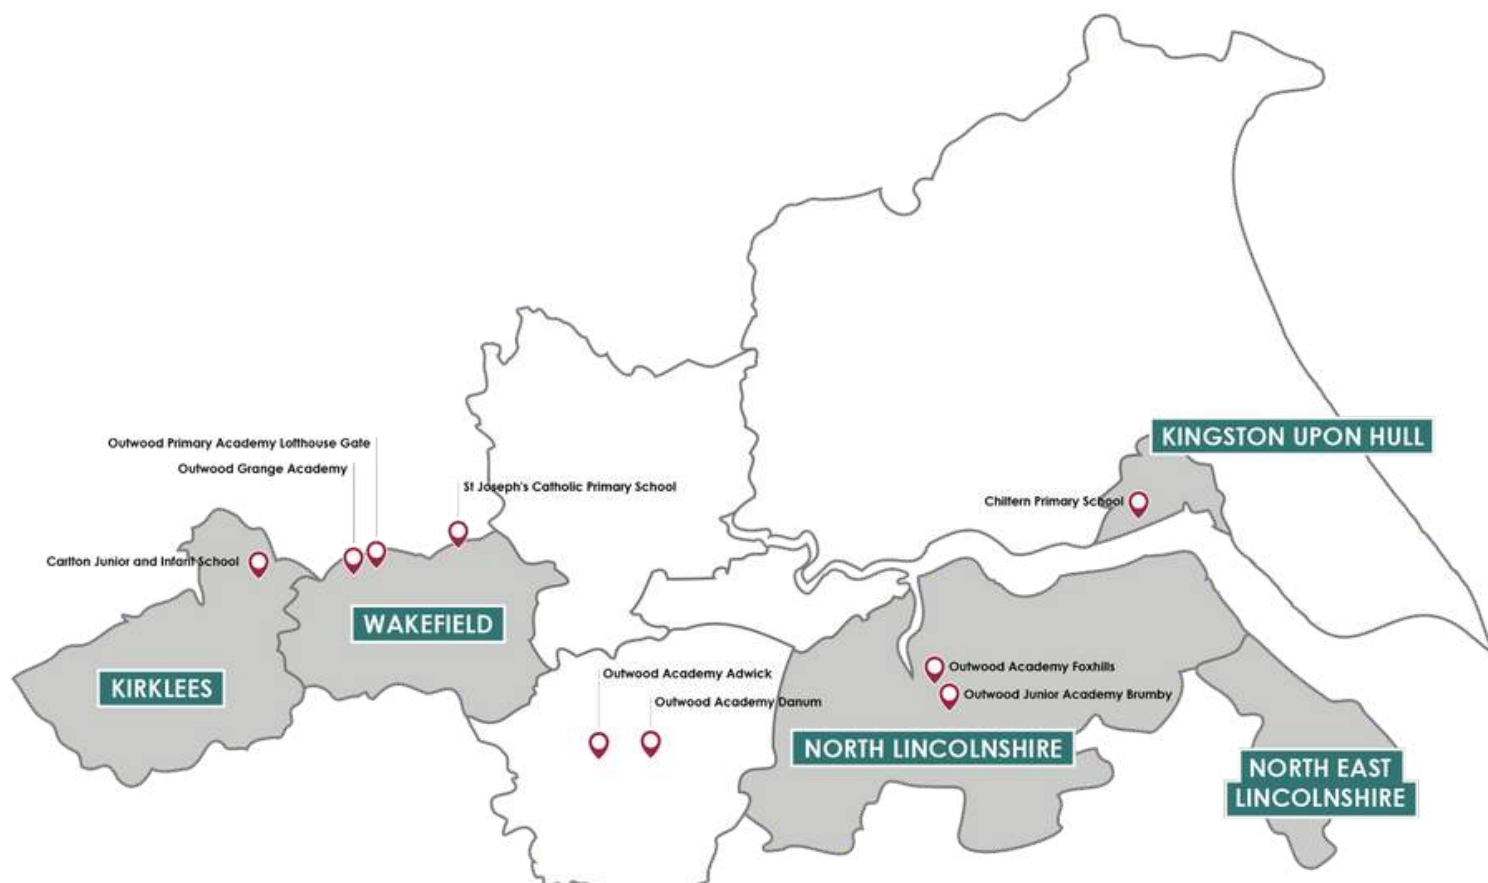 KINGSTON UPON HULL
Outwood Primary Academy Lofthouse Gate
Outwood Grange Academy
St Joseph's Catholic Primary School
Chiltern Primary School
Carlton Junior and Infant School
WAKEFIELD
Outwood Academy Foxhills
Outwood Academy Adwick
KIRKLEES
Outwood Junior Academy Brumby
Outwood Academy Danum
NORTH LINCOLNSHIRE
NORTH EAST
LINCOLNSHIRE